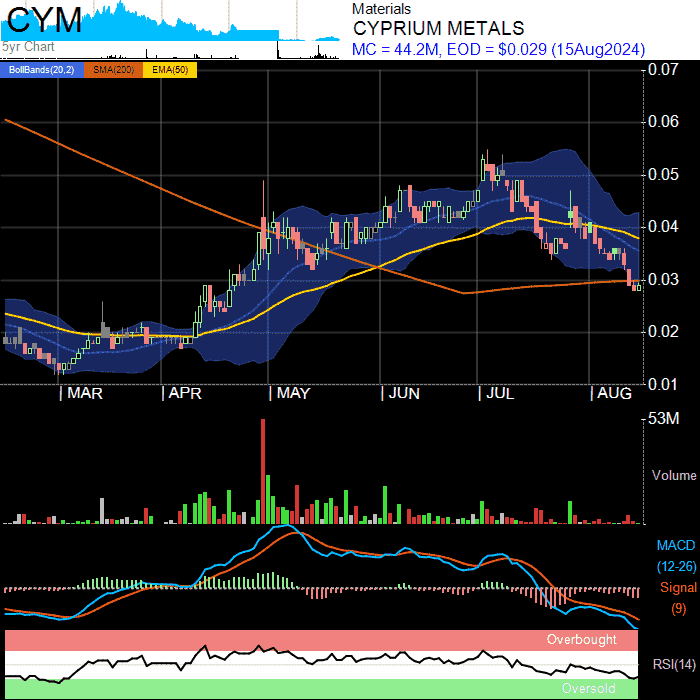 CYM
5yr Chart
Materials
CYPRIUM METALS
MC = 44.2M, EOD = $0.029 (15Aug2024)
BollBands(20,2) SMA(200) EMA(50)
0.07
0.06
0.05
0.04
0.03
0.02
0.01
MAR APR MAY JUN JUL AUG
53M
Volume
MACD
(12-26)
Signal
(9)
Overbought
RSI(14)
Oversold